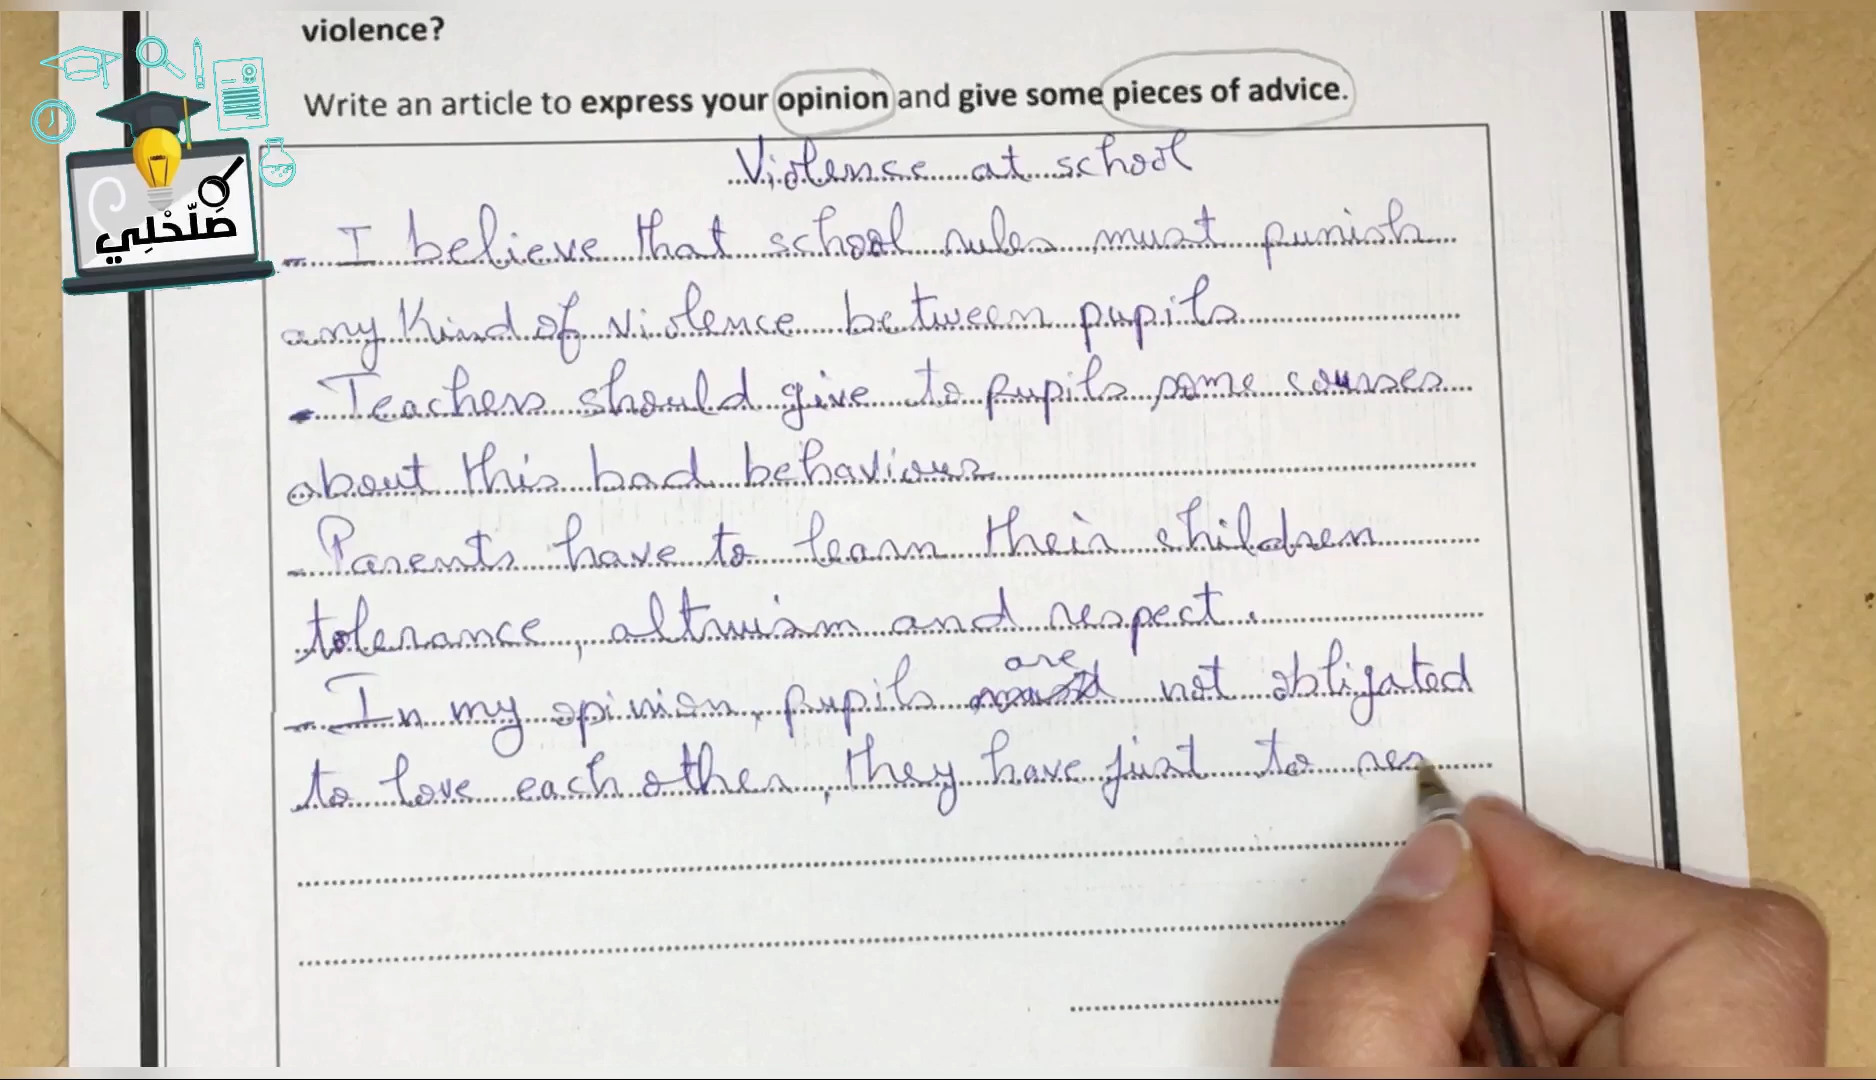 violence?
Write an article to express your opinion and give some pieces of advice.
Violence at school
- I believe that school rules must punish
any kind of violence between pupils
- Teachers should give to pupils some courses
about this bad behaviour
- Parents have to learn their children
tolerance, altruism and respect.
are
- In my opinion, pupils not obligated
to love each other, they have just to res
صَلّحْلِي